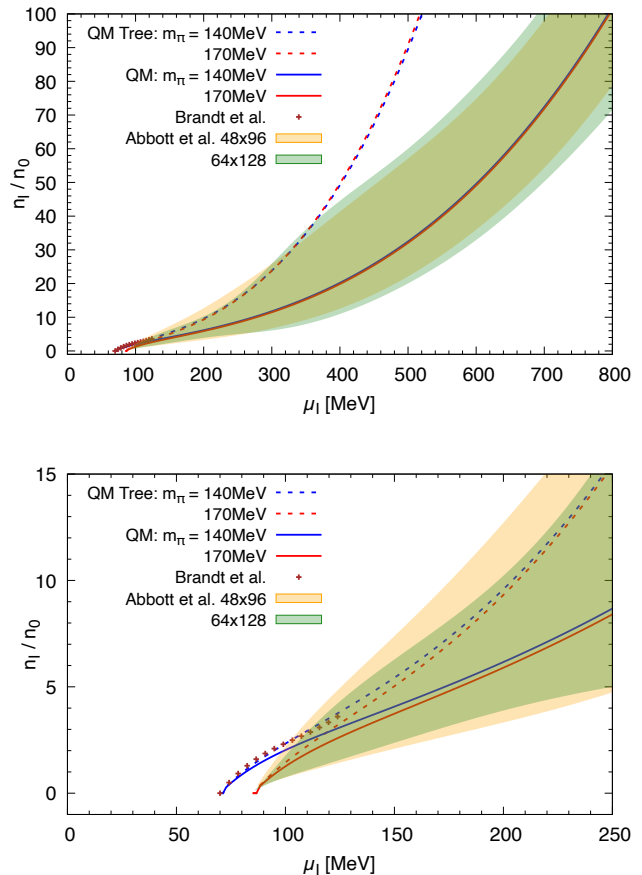 100
90
80
70
60
50
40
30
20
10
0
n_I / n_0
QM Tree: m_π = 140MeV
170MeV
QM: m_π = 140MeV
170MeV
Brandt et al.
Abbott et al. 48x96
64x128
0 100 200 300 400 500 600 700 800
μ_I [MeV]
15
10
5
0
n_I / n_0
QM Tree: m_π = 140MeV
170MeV
QM: m_π = 140MeV
170MeV
Brandt et al.
Abbott et al. 48x96
64x128
0 50 100 150 200 250
μ_I [MeV]